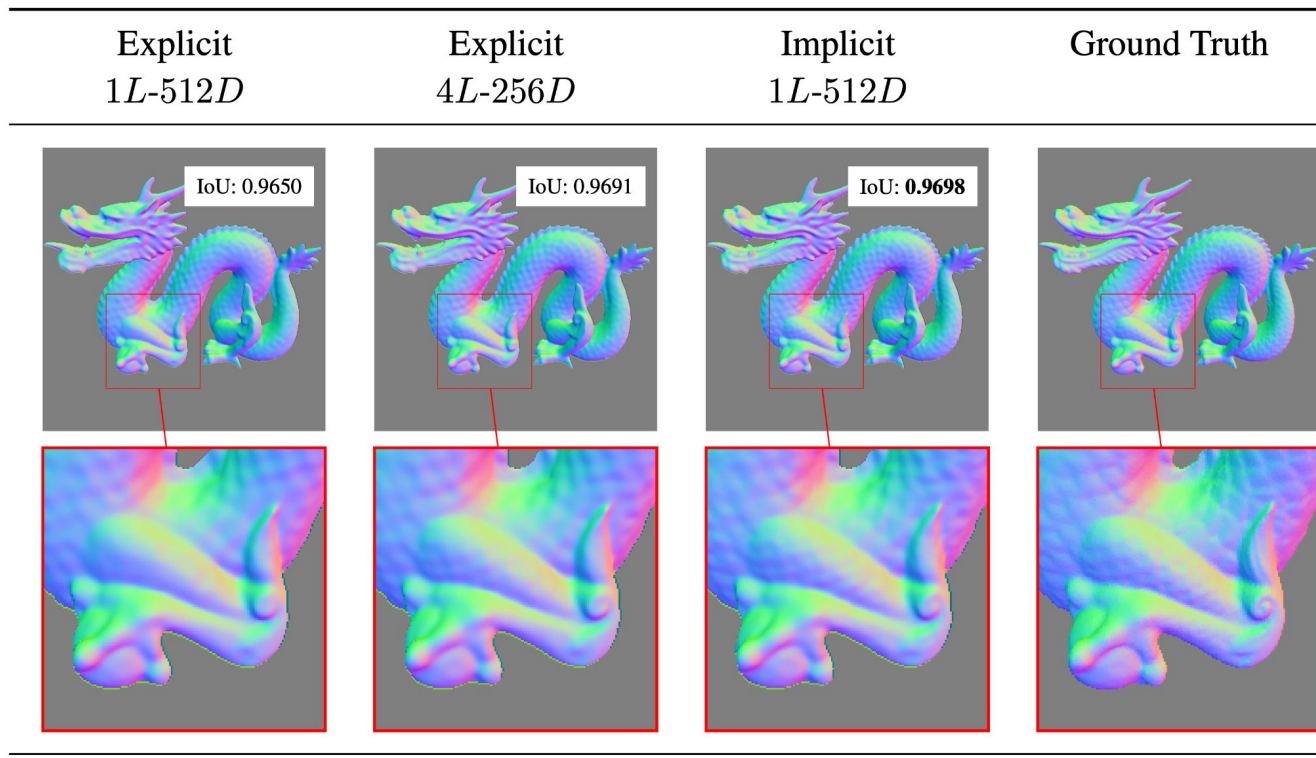 Explicit
1L-512D
Explicit
4L-256D
Implicit
1L-512D
Ground Truth
IoU: 0.9650
IoU: 0.9691
IoU: 0.9698